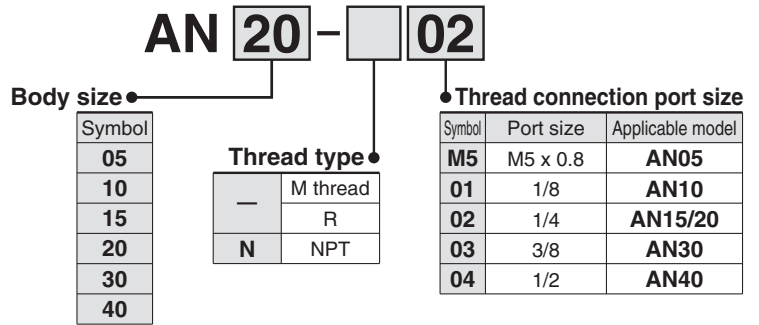 AN 20 – 02
Body size
Symbol
05
10
15
20
30
40
Thread type
— M thread
R
N NPT
Thread connection port size
Symbol Port size Applicable model
M5 M5 x 0.8 AN05
01 1/8 AN10
02 1/4 AN15/20
03 3/8 AN30
04 1/2 AN40